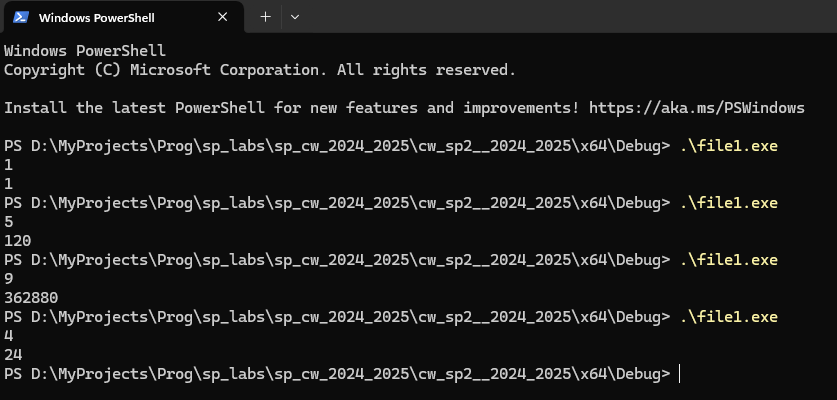 Windows PowerShell
Windows PowerShell
Copyright (C) Microsoft Corporation. All rights reserved.
Install the latest PowerShell for new features and improvements! https://aka.ms/PSWindows
PS D:\MyProjects\Prog\sp_labs\sp_cw_2024_2025\cw_sp2__2024_2025\x64\Debug> .\file1.exe
1
1
PS D:\MyProjects\Prog\sp_labs\sp_cw_2024_2025\cw_sp2__2024_2025\x64\Debug> .\file1.exe
5
120
PS D:\MyProjects\Prog\sp_labs\sp_cw_2024_2025\cw_sp2__2024_2025\x64\Debug> .\file1.exe
9
362880
PS D:\MyProjects\Prog\sp_labs\sp_cw_2024_2025\cw_sp2__2024_2025\x64\Debug> .\file1.exe
4
24
PS D:\MyProjects\Prog\sp_labs\sp_cw_2024_2025\cw_sp2__2024_2025\x64\Debug>